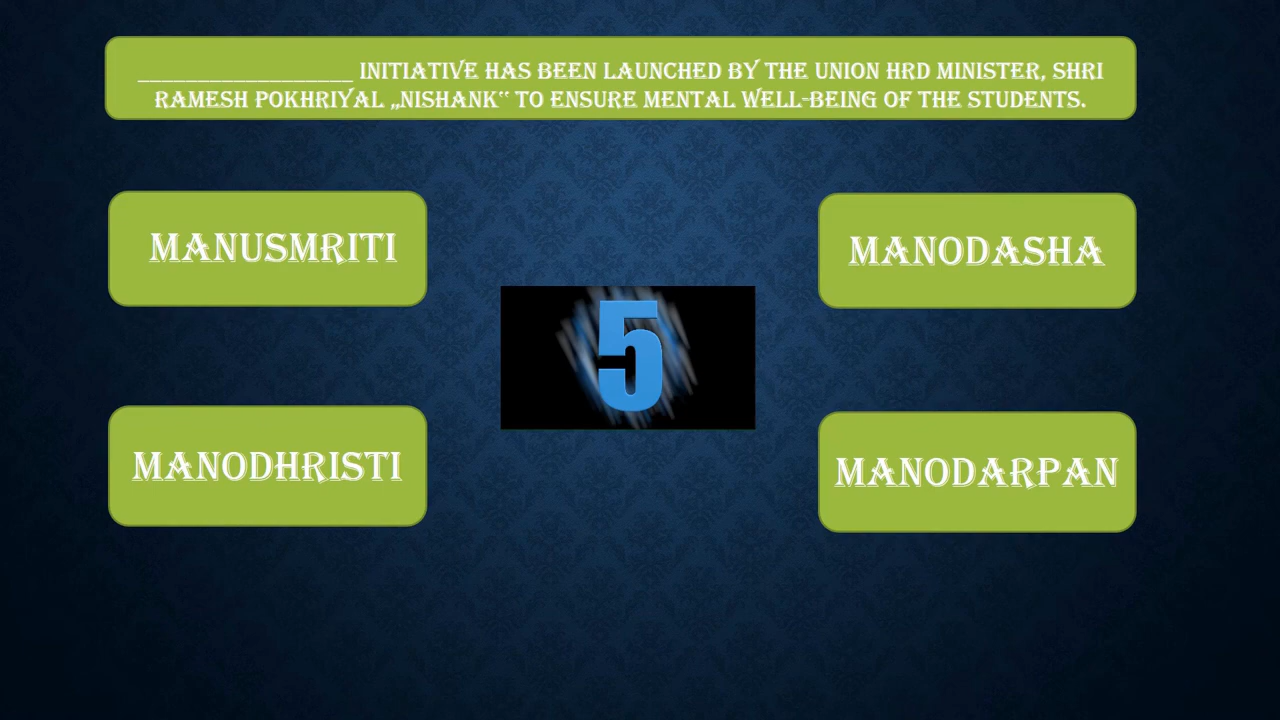 __________________ INITIATIVE HAS BEEN LAUNCHED BY THE UNION HRD MINISTER, SHRI
RAMESH POKHRIYAL „NISHANK‟ TO ENSURE MENTAL WELL-BEING OF THE STUDENTS.
MANUSMRITI
MANODASHA
5
MANODHRISTI
MANODARPAN